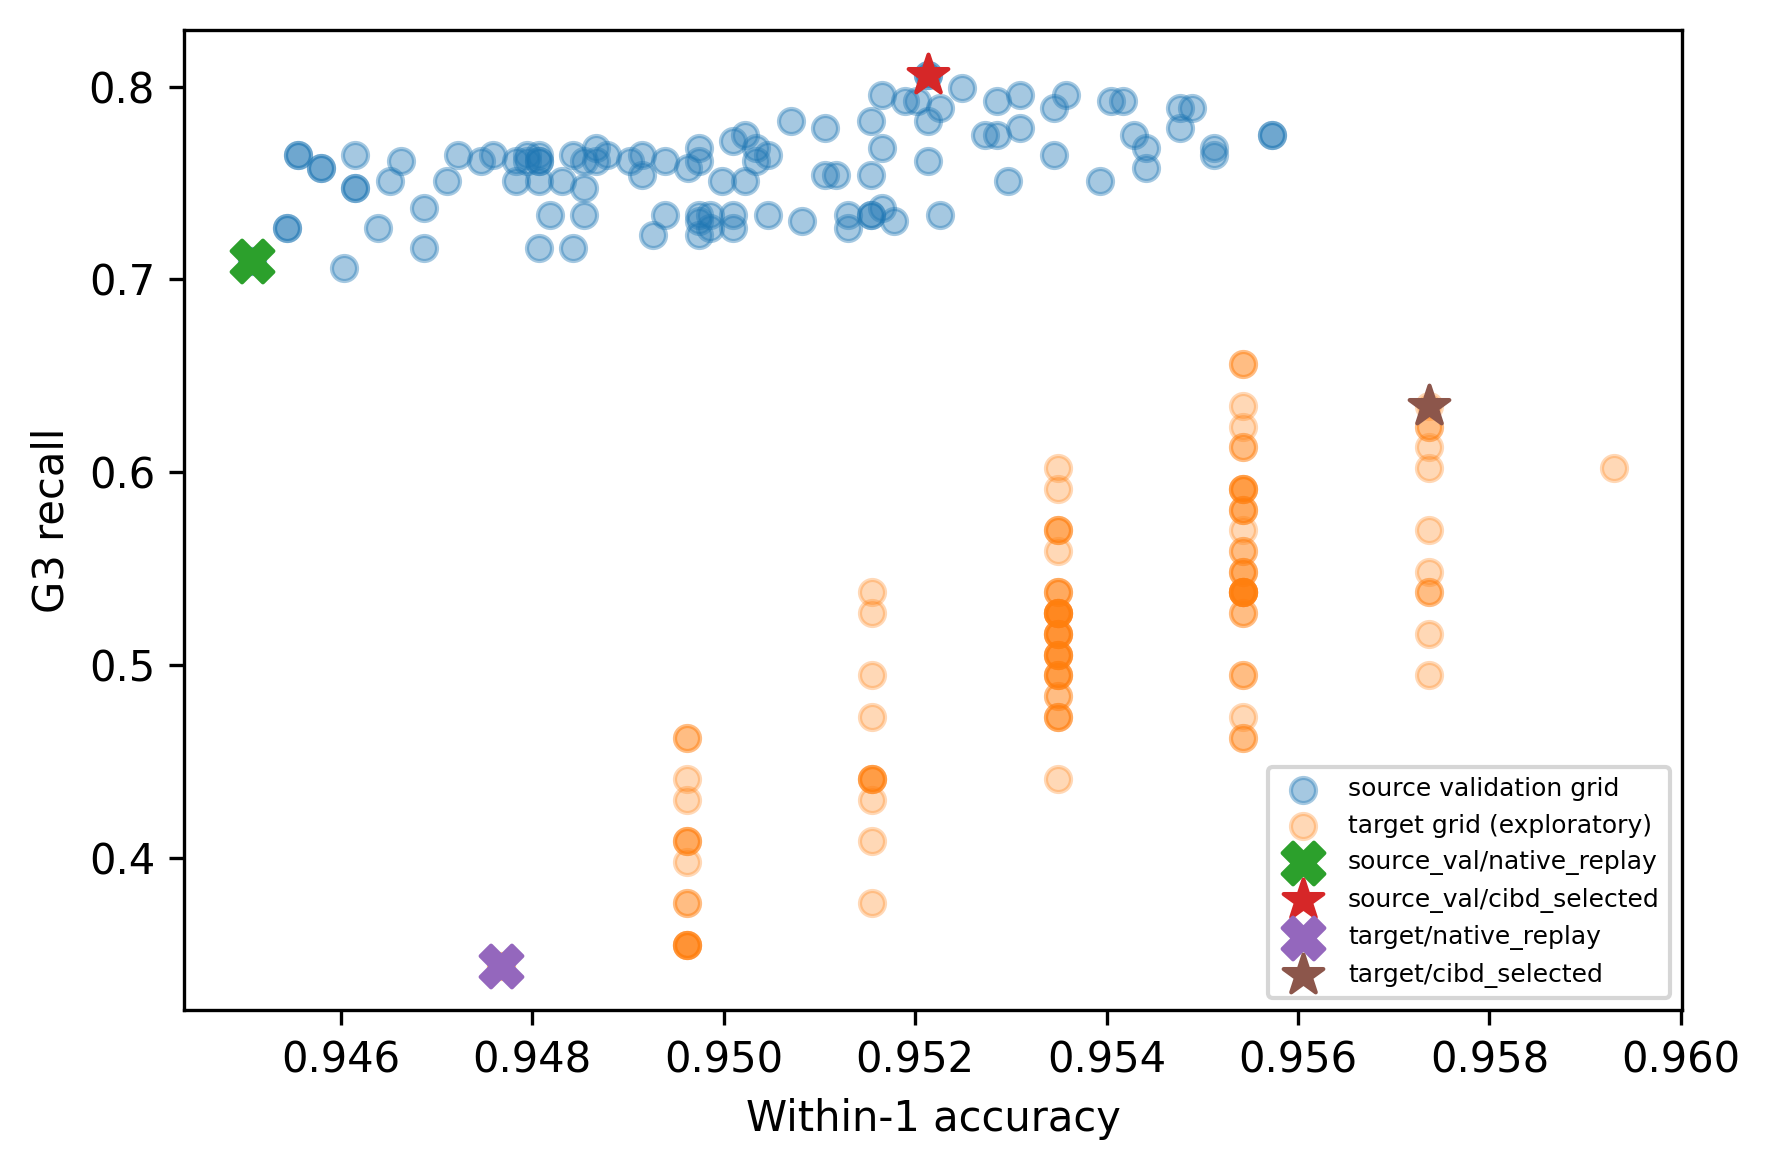 0.8
0.7
0.6
0.5
0.4
G3 recall
source validation grid
target grid (exploratory)
source_val/native_replay
source_val/cibd_selected
target/native_replay
target/cibd_selected
0.946 0.948 0.950 0.952 0.954 0.956 0.958 0.960
Within-1 accuracy